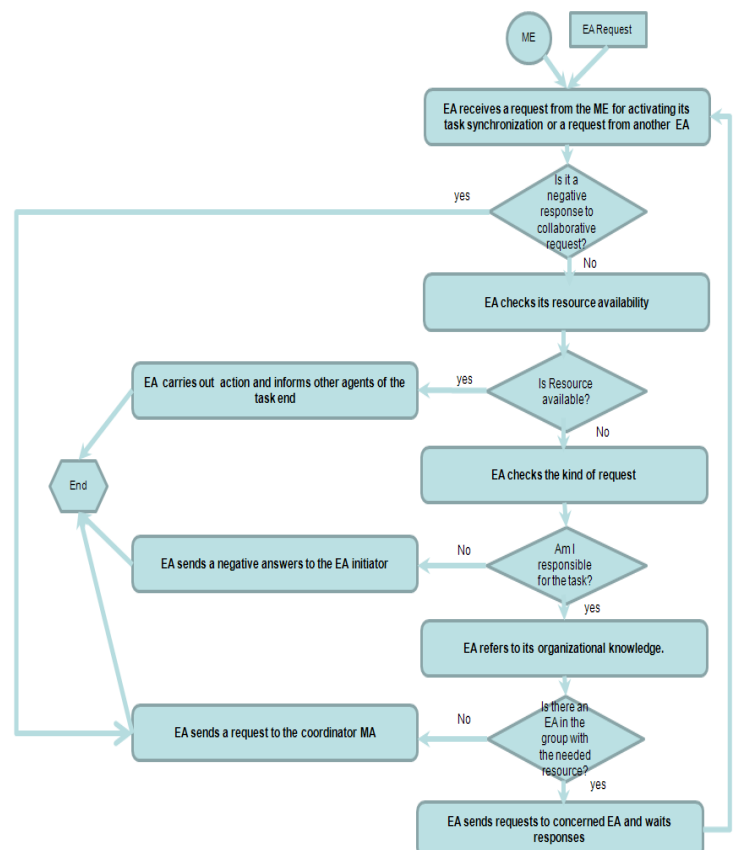 ME
EA Request
EA receives a request from the ME for activating its
task synchronization or a request from another EA
Is it a
negative
response to
collaborative
request?
yes
No
EA checks its resource availability
Is Resource
available?
yes
EA carries out action and informs other agents of the
task end
No
EA checks the kind of request
End
Am I
responsible
for the task?
No
EA sends a negative answers to the EA initiator
yes
EA refers to its organizational knowledge.
Is there an
EA in the
group with
the needed
resource?
No
EA sends a request to the coordinator MA
yes
EA sends requests to concerned EA and waits
responses